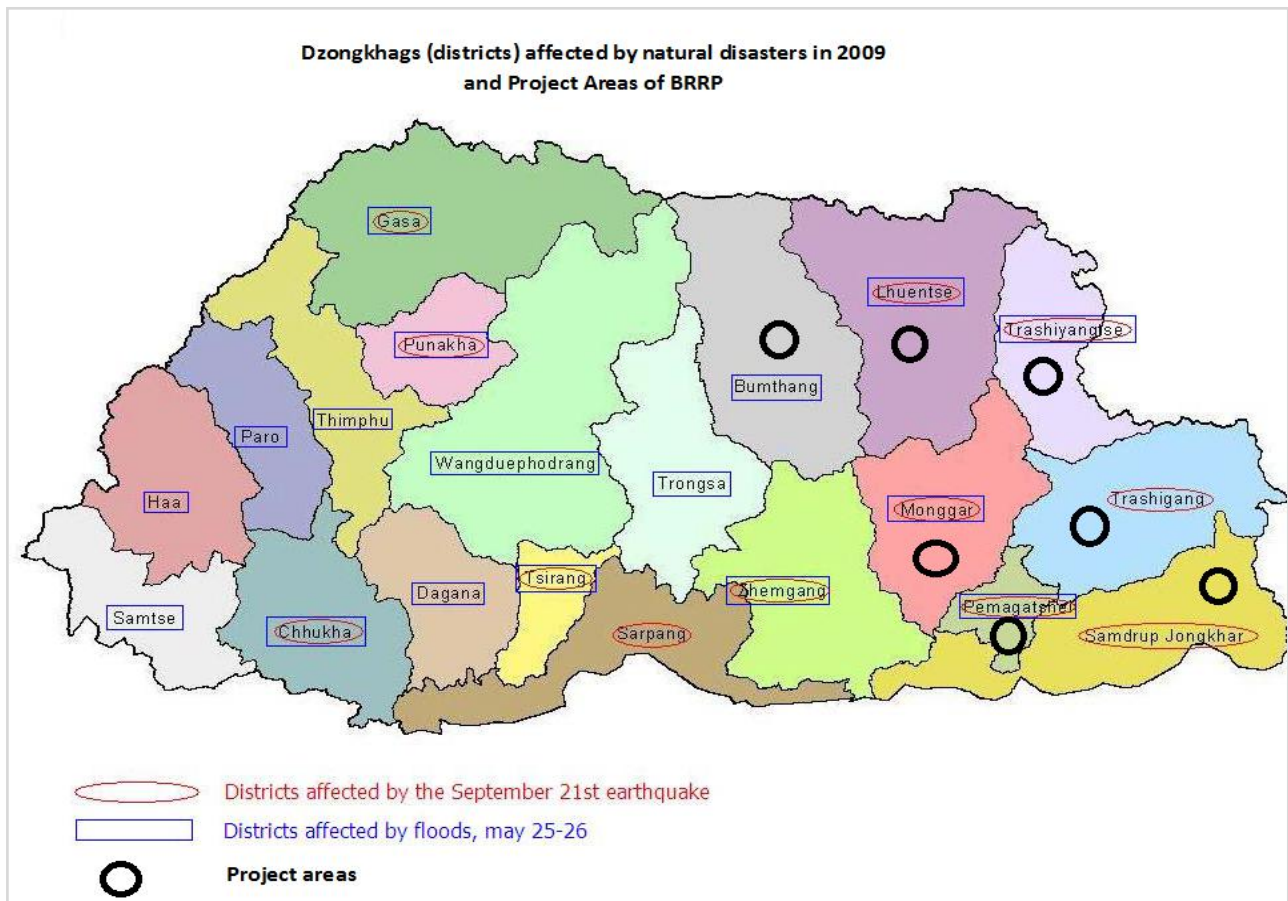 Dzongkhags (districts) affected by natural disasters in 2009
and Project Areas of BRRP
Gasa
Lhuentse
Trashiyangtse
Punakha
Bumthang
Thimphu
Paro
Wangduephodrang
Trongsa
Haa
Monggar
Trashigang
Tsirang
Dagana
Zhemgang
Pemagatshel
Samtse
Chhukha
Sarpang
Samdrup Jongkhar
Districts affected by the September 21st earthquake
Districts affected by floods, may 25-26
Project areas